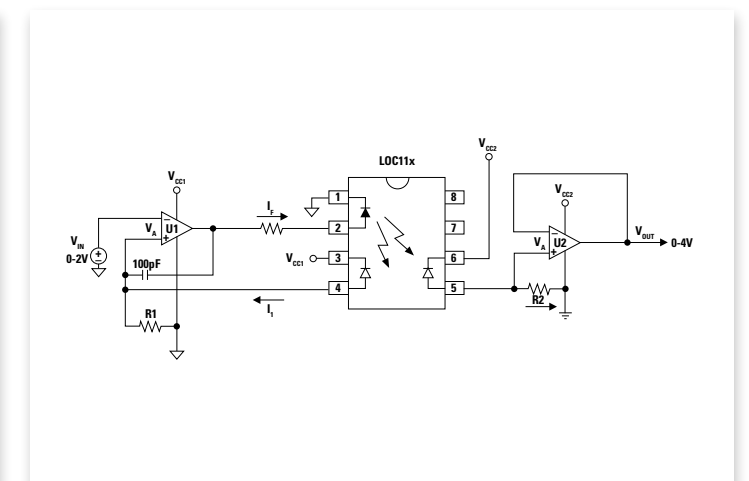 LOC11x
VCC1
VIN
0-2V
VA
U1
−
+
100pF
R1
IF
I1
VCC1
1
2
3
4
8
7
6
5
VCC2
VCC2
VA
U2
−
+
R2
VOUT
0-4V